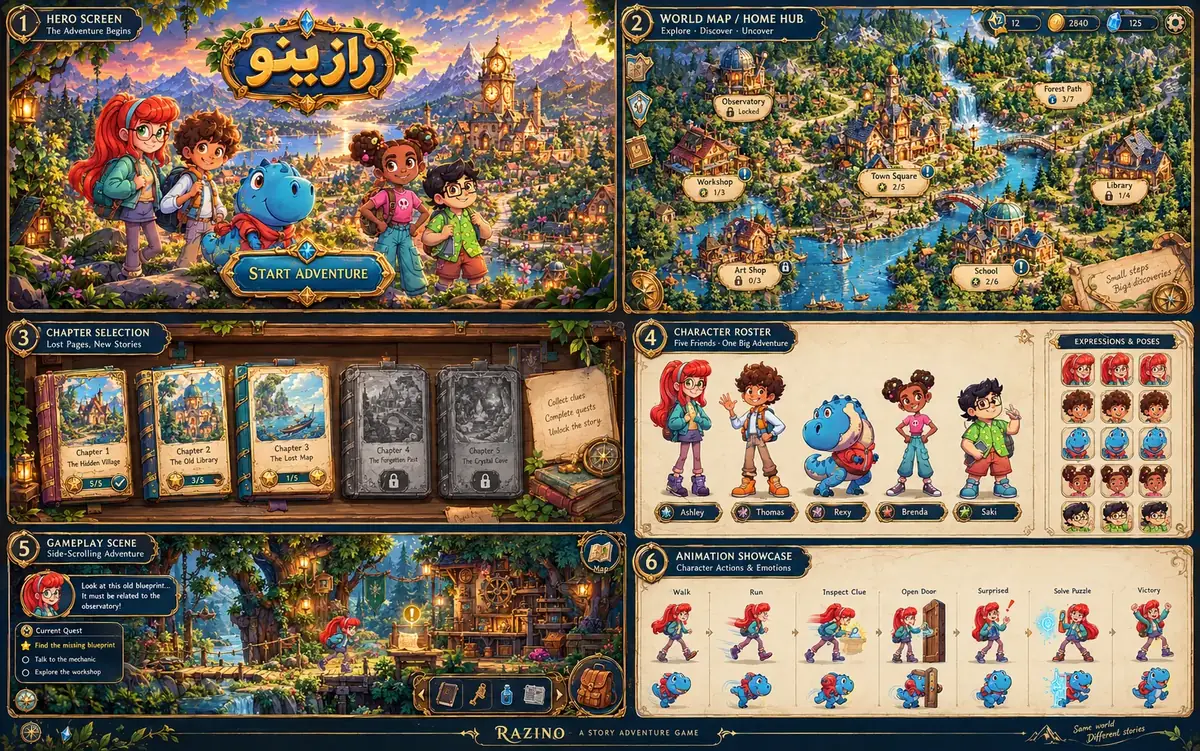 1
HERO SCREEN
The Adventure Begins
رازینو
START ADVENTURE
2
WORLD MAP / HOME HUB
Explore · Discover · Uncover
12
2840
125
Observatory
Locked
Forest Path
3/7
Workshop
1/3
Town Square
2/5
Library
1/4
Art Shop
0/3
School
2/6
Small steps
Bigs discoveries
3
CHAPTER SELECTION
Lost Pages, New Stories
Chapter 1
The Hidden Village
5/5
Chapter 2
The Old Library
3/5
Chapter 3
The Lost Map
1/5
Chapter 4
The Forgotten Past
Chapter 5
The Crystal Cave
Collect clues
Complete quests
Unlock the story.
4
CHARACTER ROSTER
Five Friends · One Big Adventure
EXPRESSIONS & POSES
Ashley
Thomas
Rexy
Brenda
Saki
5
GAMEPLAY SCENE
Side-Scrolling Adventure
Map
Look at this old blueprint...
It must be related to the
observatory!
Current Quest
Find the missing blueprint
Talk to the mechanic
Explore the workshop
6
ANIMATION SHOWCASE
Character Actions & Emotions
Walk
Run
Inspect Clue
Open Door
Surprised
Solve Puzzle
Victory
RAZINO - A STORY ADVENTURE GAME
Same world
Different stories